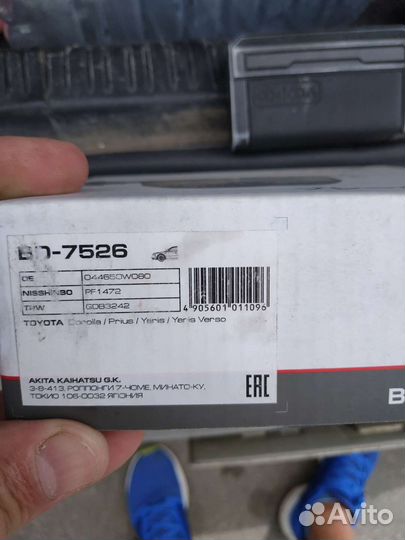 BD-7526
OE 044650W080
NISSHINBO PF1472
TRW GDB3242
4 905601 011096
TOYOTA Corolla / Prius / Yaris / Yaris Verso
AKITA KAIHATSU G.K.
3-8-413, РОППОНГИ 7-ЧОМЕ, МИНАТО-КУ,
ТОКИО 106-0032 ЯПОНИЯ
EAC
B
Avito